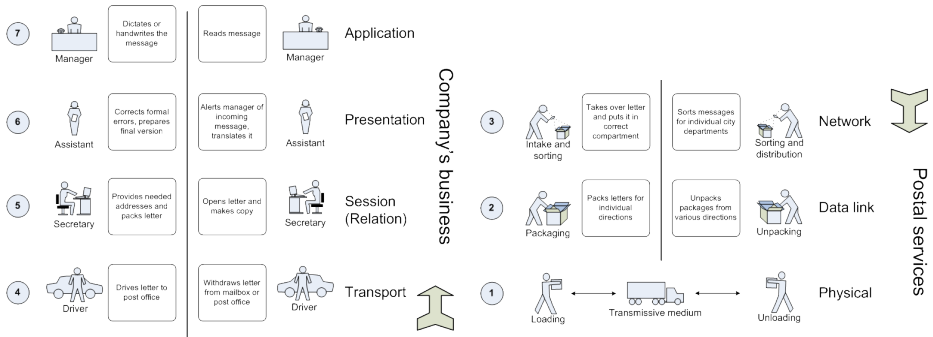 7
Manager
Dictates or
handwrites the
message
Reads message
Manager
Application
6
Assistant
Corrects formal
errors, prepares
final version
Alerts manager of
incoming
message,
translates it
Assistant
Presentation
5
Secretary
Provides needed
addresses and
packs letter
Opens letter and
makes copy
Secretary
Session
(Relation)
4
Driver
Drives letter to
post office
Withdraws letter
from mailbox or
post office
Driver
Transport
Company's business
3
Intake and
sorting
Takes over letter
and puts it in
correct
compartment
Sorts messages
for individual city
departments
Sorting and
distribution
Network
2
Packaging
Packs letters for
individual
directions
Unpacks
packages from
various directions
Unpacking
Data link
1
Loading
Transmissive medium
Unloading
Physical
Postal services